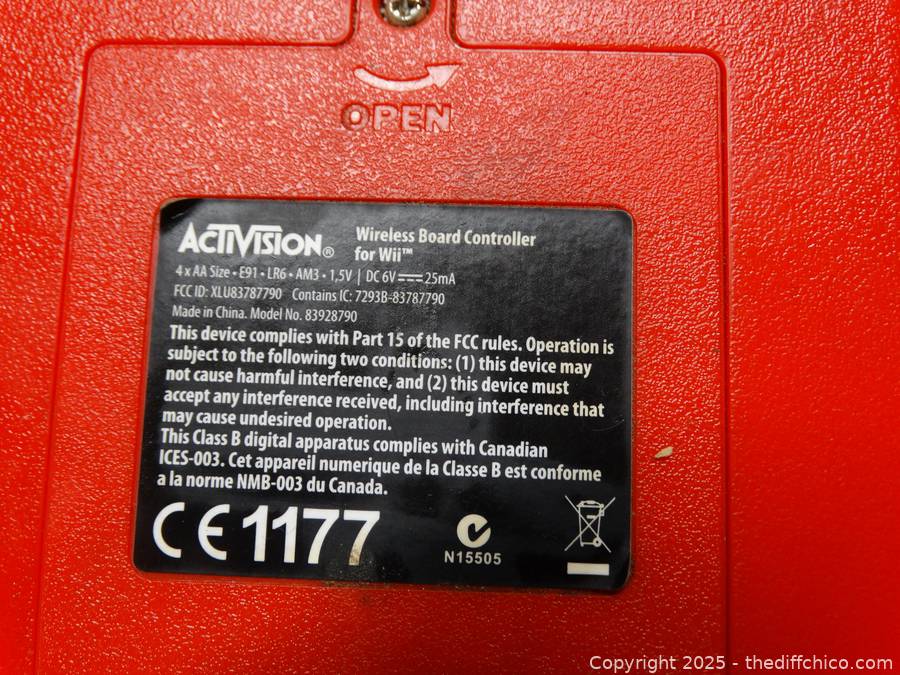 OPEN
ACTIVISION®
Wireless Board Controller
for Wii™
4 x AA Size • E91 • LR6 • AM3 • 1,5V | DC 6V 25mA
FCC ID: XLU83787790 Contains IC: 7293B-83787790
Made in China. Model No. 83928790
This device complies with Part 15 of the FCC rules. Operation is
subject to the following two conditions: (1) this device may
not cause harmful interference, and (2) this device must
accept any interference received, including interference that
may cause undesired operation.
This Class B digital apparatus complies with Canadian
ICES-003. Cet appareil numerique de la Classe B est conforme
a la norme NMB-003 du Canada.
CE 1177
N15505
Copyright 2025 - thediffchico.com